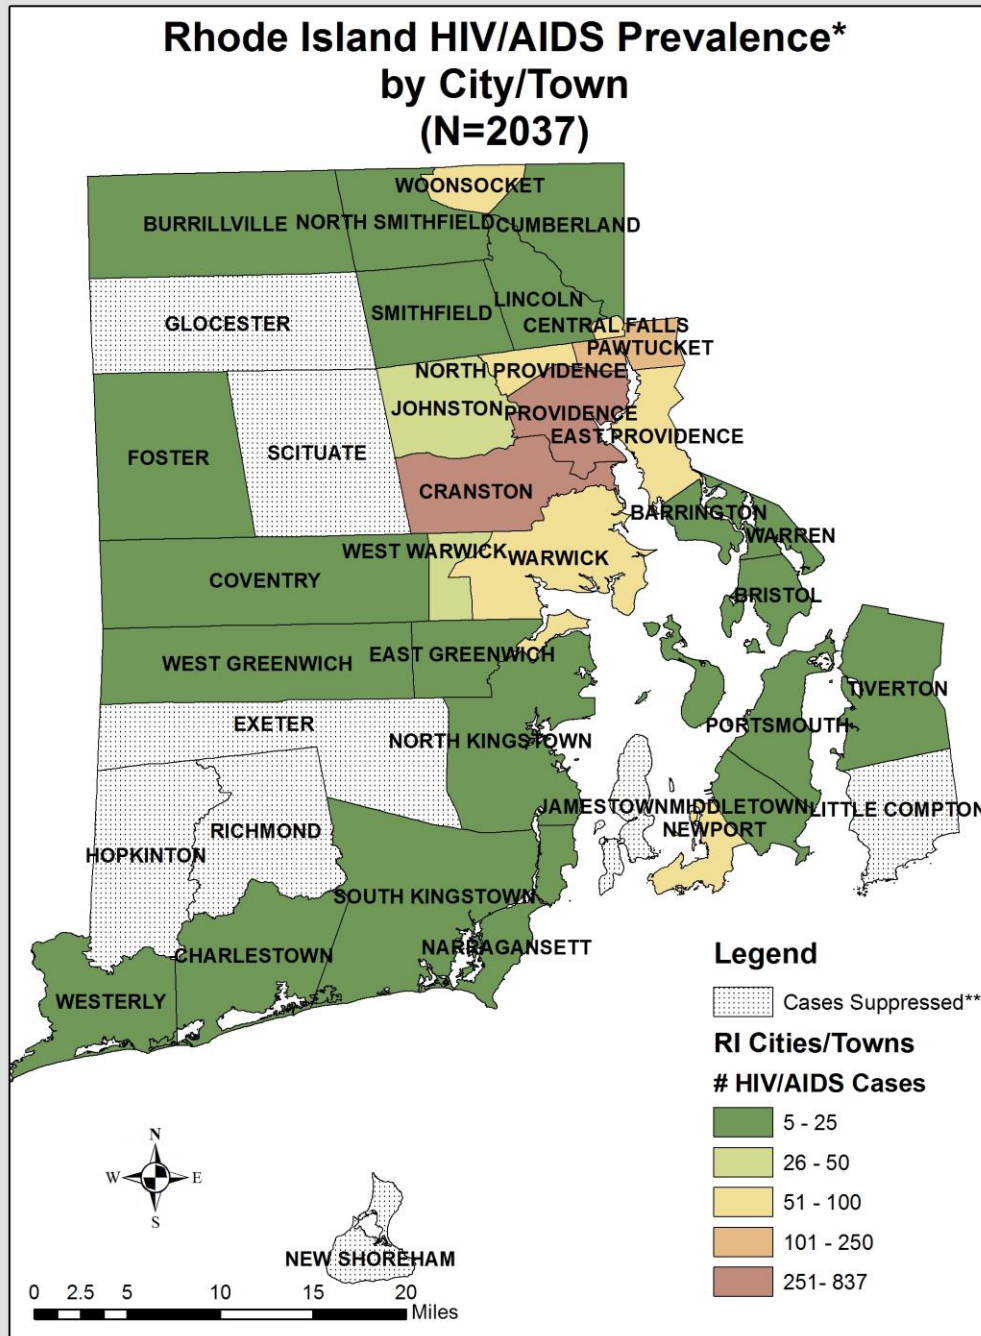 Rhode Island HIV/AIDS Prevalence*
by City/Town
(N=2037)
WOONSOCKET
BURRILLVILLE
NORTH SMITHFIELD
CUMBERLAND
GLOCESTER
SMITHFIELD
LINCOLN
CENTRAL FALLS
PAWTUCKET
NORTH PROVIDENCE
JOHNSTON
PROVIDENCE
EAST PROVIDENCE
FOSTER
SCITUATE
CRANSTON
BARRINGTON
WARREN
WEST WARWICK
WARWICK
COVENTRY
BRISTOL
WEST GREENWICH
EAST GREENWICH
TIVERTON
EXETER
NORTH KINGSTOWN
PORTSMOUTH
JAMESTOWN
MIDDLETOWN
LITTLE COMPTON
RICHMOND
NEWPORT
HOPKINTON
SOUTH KINGSTOWN
NARRAGANSETT
CHARLESTOWN
WESTERLY
Legend
Cases Suppressed**
RI Cities/Towns
# HIV/AIDS Cases
5 - 25
26 - 50
51 - 100
101 - 250
251- 837
N
W E
S
NEW SHOREHAM
0 2.5 5 10 15 20
Miles